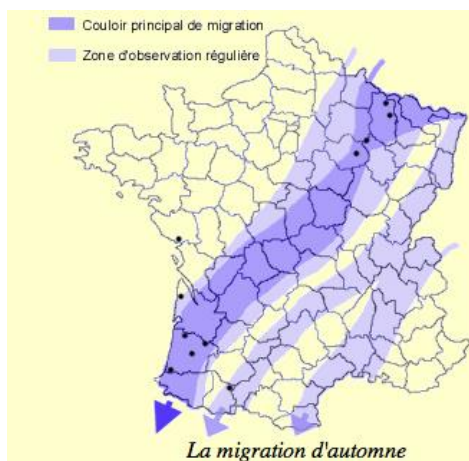 Couloir principal de migration
Zone d'observation régulière
La migration d'automne